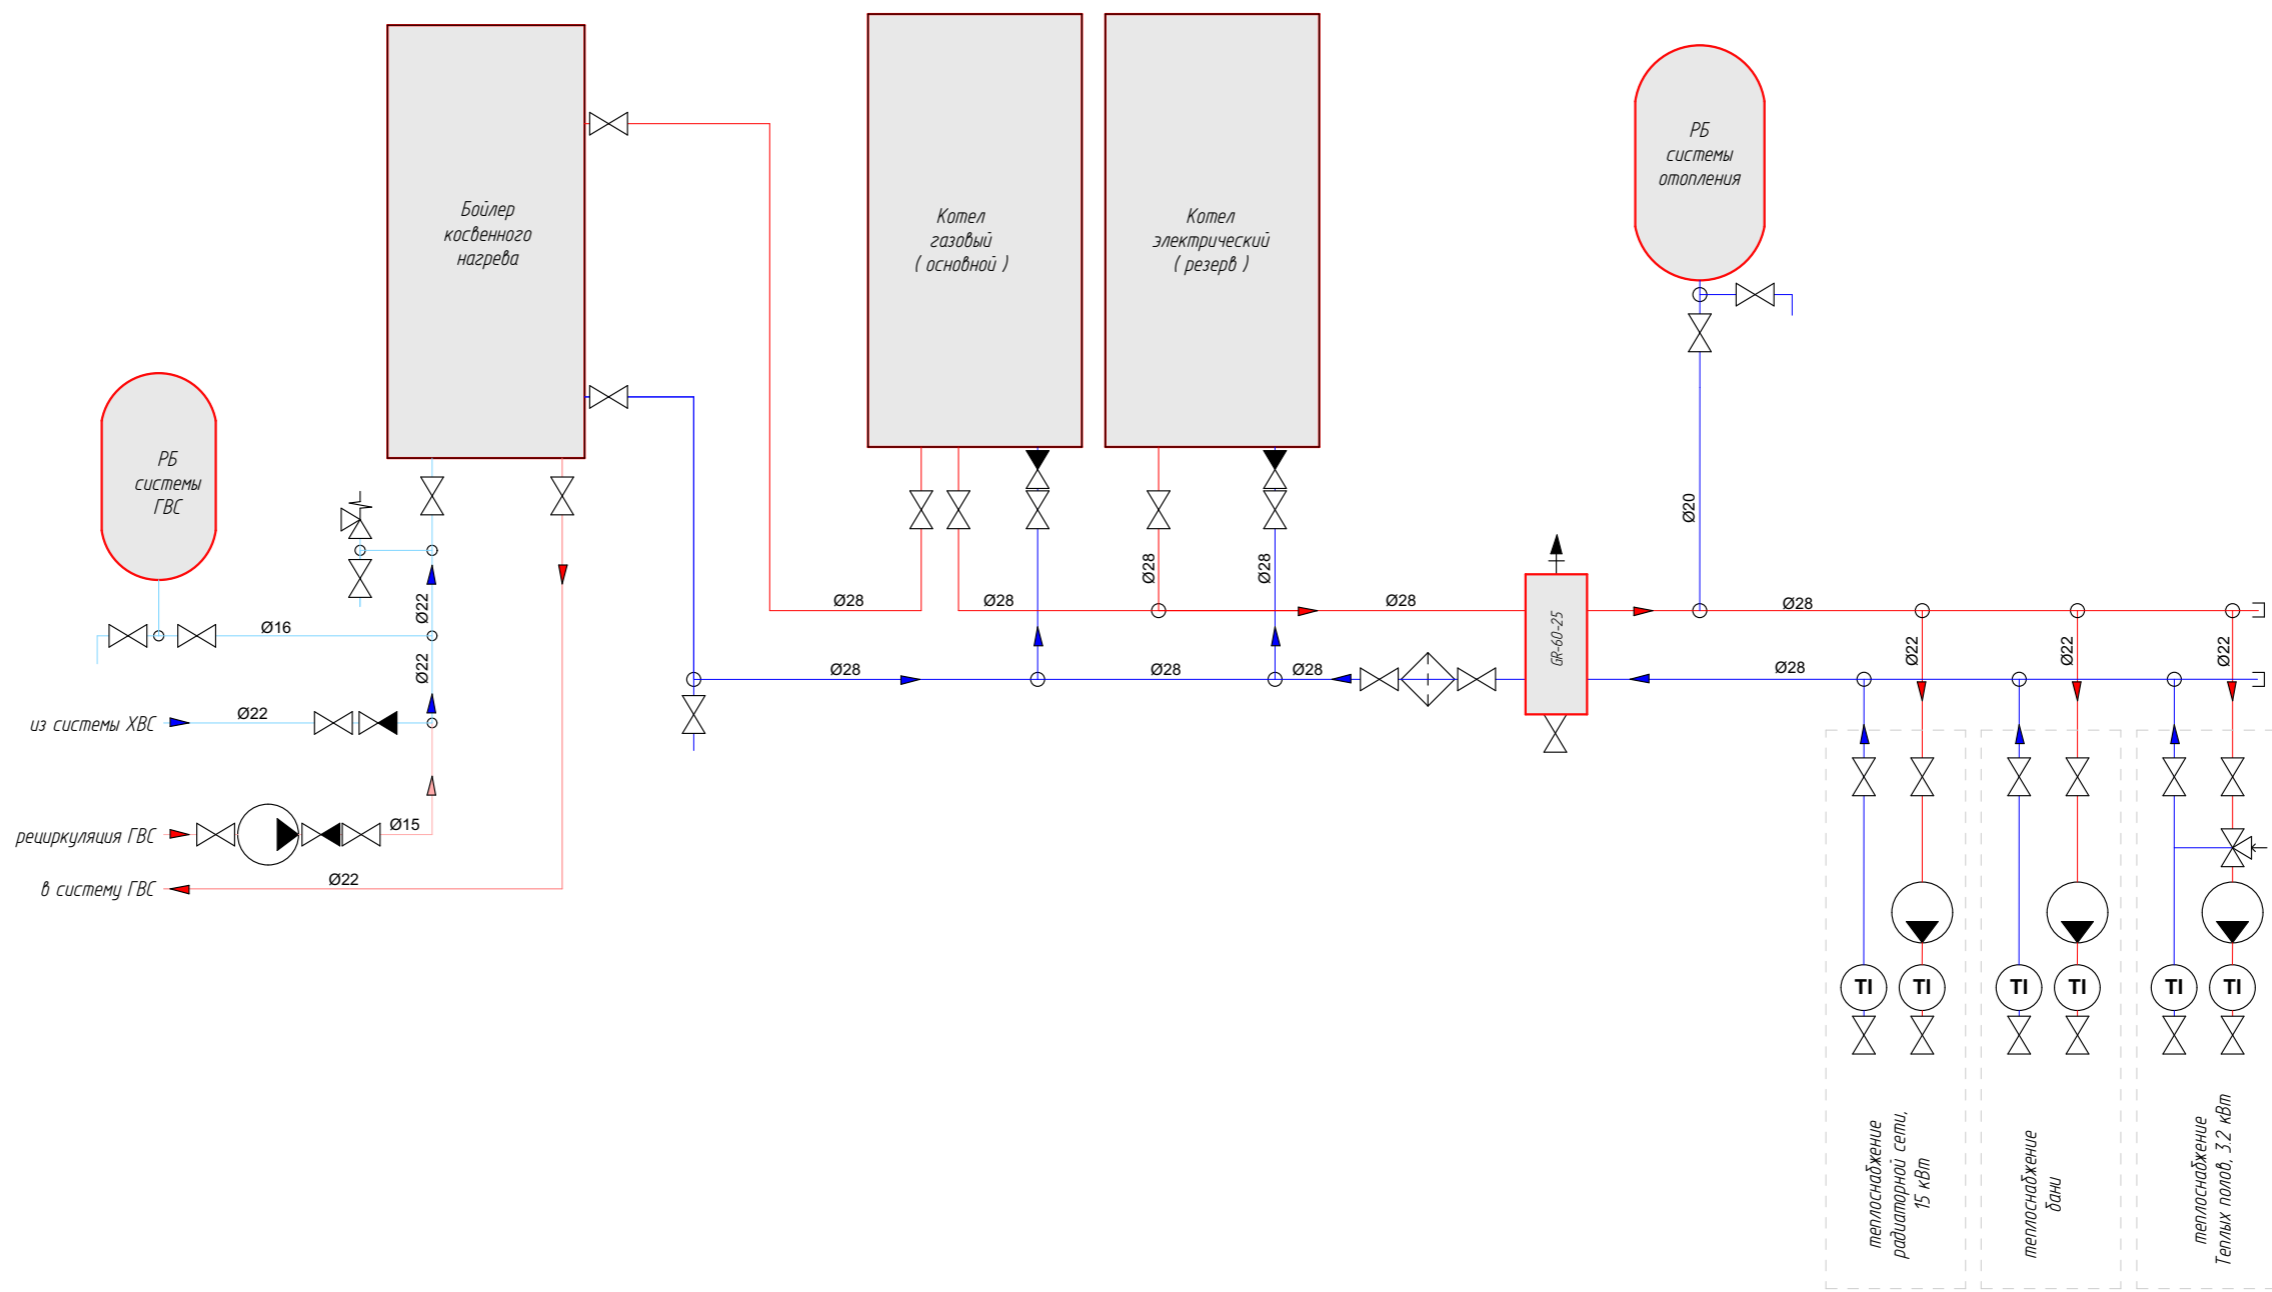 Бойлер
косвенного
нагрева
Котел
газовый
( основной )
Котел
электрический
( резерв )
РБ
системы
отопления
РБ
системы
ГВС
Ø20
Ø28
Ø28
Ø28
Ø28
Ø28
Ø28
Ø16
Ø22
Ø22
GR-60-25
Ø22
Ø22
Ø22
Ø28
Ø28
Ø28
Ø28
из системы ХВС
Ø22
рециркуляция ГВС
Ø15
в систему ГВС
Ø22
TI
TI
TI
TI
TI
TI
теплоснабжение
радиаторной сети,
15 кВт
теплоснабжение
бани
теплоснабжение
Теплых полов, 3.2 кВт